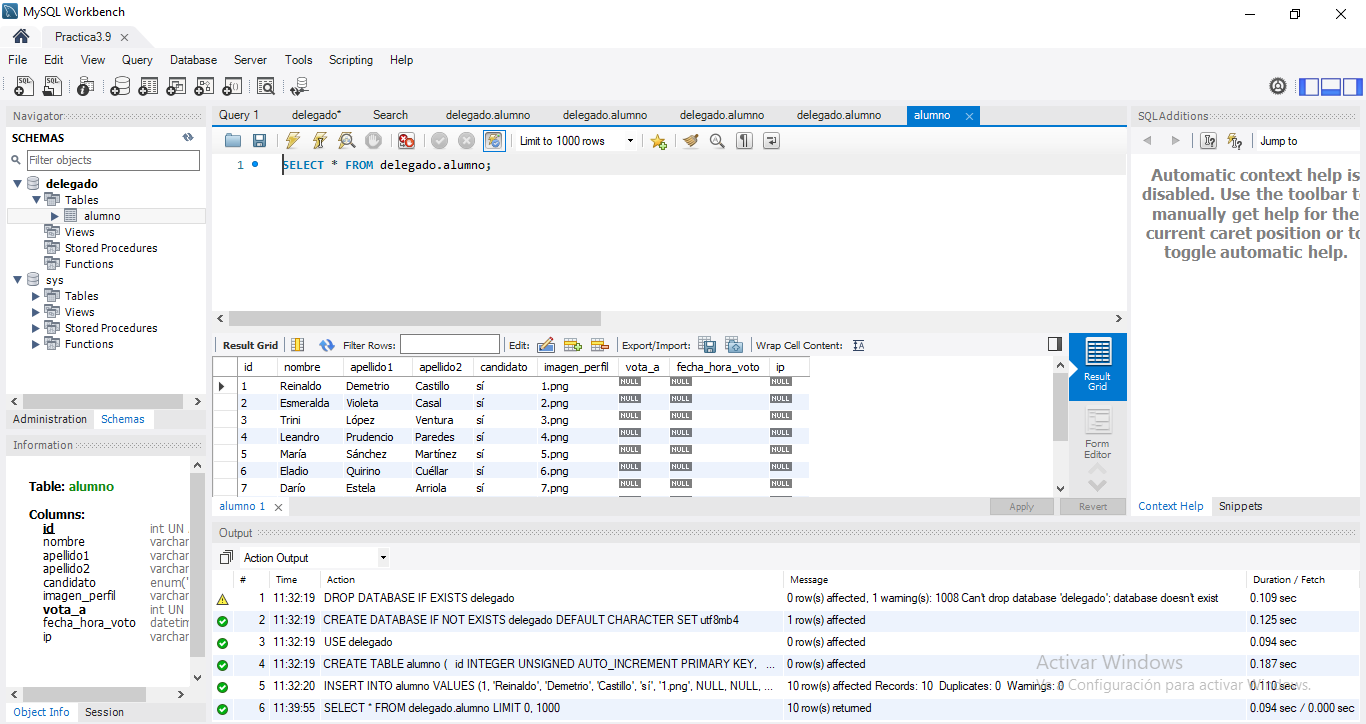 MySQL Workbench
Practica3.9
File Edit View Query Database Server Tools Scripting Help
Navigator
SCHEMAS
Filter objects
delegado
Tables
alumno
Views
Stored Procedures
Functions
sys
Tables
Views
Stored Procedures
Functions
Administration Schemas
Information
Table: alumno
Columns:
id int UN
nombre varchar
apellido1 varchar
apellido2 varchar
candidato enum('
imagen_perfil varchar
vota_a int UN
fecha_hora_voto datetim
ip varchar
Object Info Session
Query 1 delegado* Search delegado.alumno delegado.alumno delegado.alumno delegado.alumno alumno
Limit to 1000 rows
1 SELECT * FROM delegado.alumno;
Result Grid Filter Rows: Edit: Export/Import: Wrap Cell Content:
id nombre apellido1 apellido2 candidato imagen_perfil vota_a fecha_hora_voto ip
1 Reinaldo Demetrio Castillo sí 1.png NULL NULL NULL
2 Esmeralda Violeta Casal sí 2.png NULL NULL NULL
3 Trini López Ventura sí 3.png NULL NULL NULL
4 Leandro Prudencio Paredes sí 4.png NULL NULL NULL
5 María Sánchez Martínez sí 5.png NULL NULL NULL
6 Eladio Quirino Cuéllar sí 6.png NULL NULL NULL
7 Darío Estela Arriola sí 7.png NULL NULL NULL
Result
Grid
Form
Editor
alumno 1 Apply Revert
SQLAdditions
Jump to
Automatic context help is
disabled. Use the toolbar t
manually get help for the
current caret position or to
toggle automatic help.
Context Help Snippets
Output
Action Output
# Time Action Message Duration / Fetch
1 11:32:19 DROP DATABASE IF EXISTS delegado 0 row(s) affected, 1 warning(s): 1008 Can't drop database 'delegado'; database doesn't exist 0.109 sec
2 11:32:19 CREATE DATABASE IF NOT EXISTS delegado DEFAULT CHARACTER SET utf8mb4 1 row(s) affected 0.125 sec
3 11:32:19 USE delegado 0 row(s) affected 0.094 sec
4 11:32:19 CREATE TABLE alumno ( id INTEGER UNSIGNED AUTO_INCREMENT PRIMARY KEY, ... 0 row(s) affected 0.187 sec
5 11:32:20 INSERT INTO alumno VALUES (1, 'Reinaldo', 'Demetrio', 'Castillo', 'sí', '1.png', NULL, NULL, ... 10 row(s) affected Records: 10 Duplicates: 0 Warnings: 0 0.110 sec
6 11:39:55 SELECT * FROM delegado.alumno LIMIT 0, 1000 10 row(s) returned 0.094 sec / 0.000 sec
Activar Windows
Configuración para activar